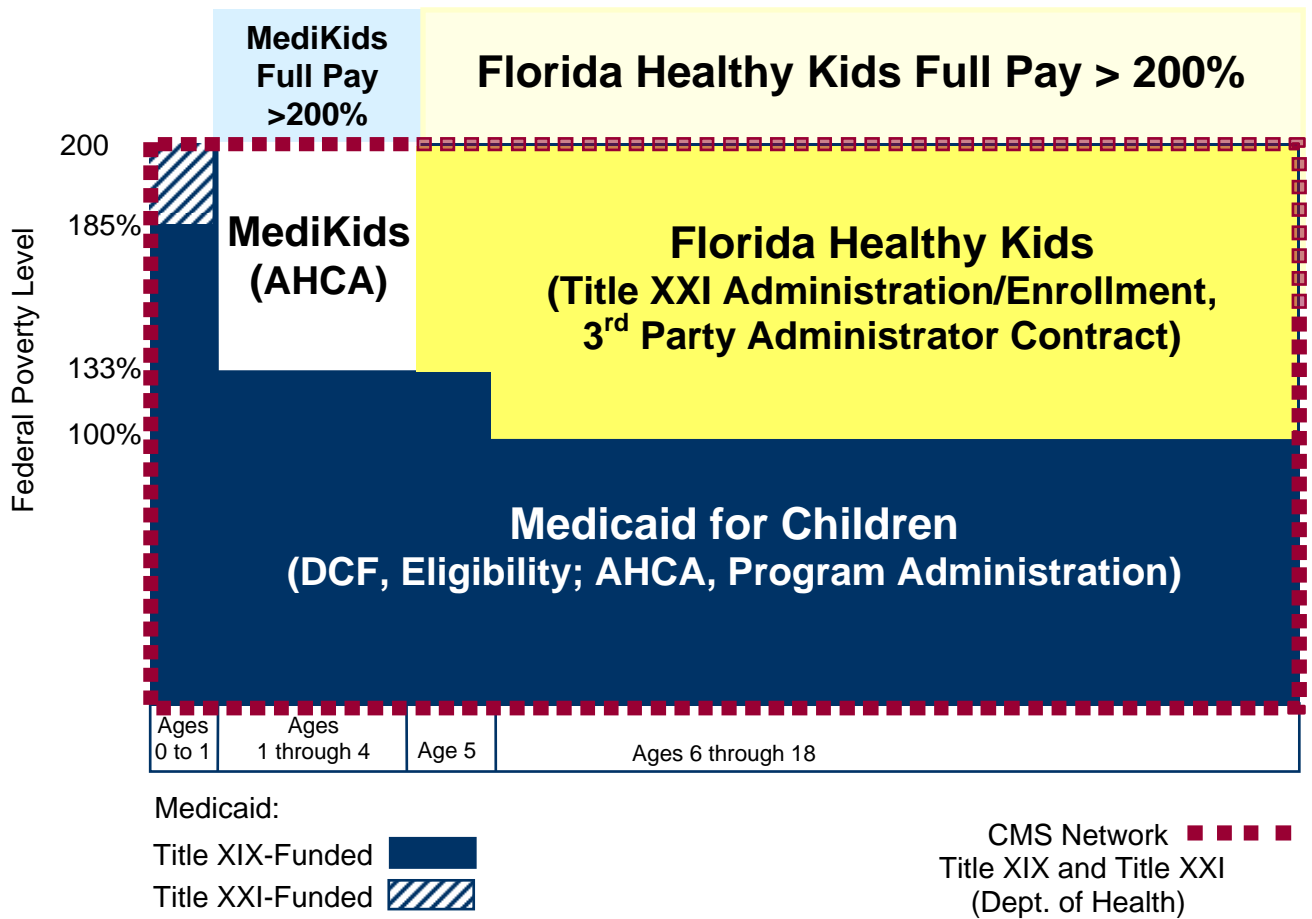 MediKids
Full Pay
>200%
Florida Healthy Kids Full Pay > 200%
Federal Poverty Level
200
185%
133%
100%
MediKids
(AHCA)
Florida Healthy Kids
(Title XXI Administration/Enrollment,
3rd Party Administrator Contract)
Medicaid for Children
(DCF, Eligibility; AHCA, Program Administration)
Ages
0 to 1
Ages
1 through 4
Age 5
Ages 6 through 18
Medicaid:
Title XIX-Funded
Title XXI-Funded
CMS Network
Title XIX and Title XXI
(Dept. of Health)